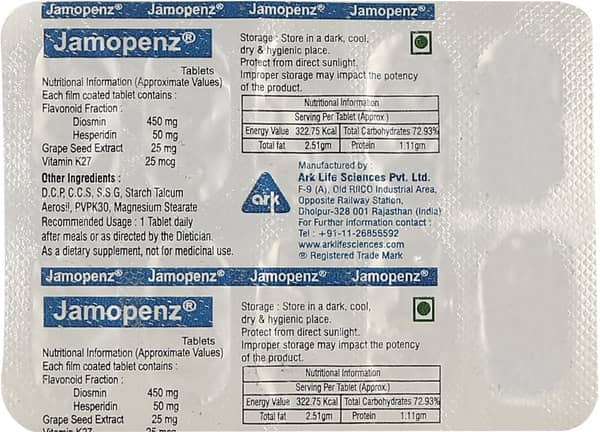 Jamopenz® Jamopenz® Jamopenz® Jamopenz®
Jamopenz®
Tablets
Nutritional Information (Approximate Values)
Each film coated tablet contains :
Flavonoid Fraction :
Diosmin 450 mg
Hesperidin 50 mg
Grape Seed Extract 25 mg
Vitamin K27 25 mcg
Other Ingredients :
D.C.P, C.C.S, S.S.G, Starch Talcum
Aerosil, PVPK30, Magnesium Stearate
Recommended Usage : 1 Tablet daily
after meals or as directed by the Dietician.
As a dietary supplement, not for medicinal use.
Storage : Store in a dark, cool,
dry & hygienic place.
Protect from direct sunlight.
Improper storage may impact the potency
of the product.
Nutritional Information
Serving Per Tablet (Approx.)
Energy Value 322.75 Kcal Total Carbohydrates 72.93%
Total fat 2.51gm Protein 1.11gm
ark
Manufactured by
Ark Life Sciences Pvt. Ltd.
F-9 (A), Old RIICO Industrial Area,
Opposite Railway Station,
Dholpur-328 001 Rajasthan (India)
For Further information contact :
Tel : +91-11-26855592
www.arklifesciences.com
® Registered Trade Mark
Jamopenz® Jamopenz® Jamopenz® Jamopenz®
Jamopenz®
Tablets
Nutritional Information (Approximate Values)
Each film coated tablet contains :
Flavonoid Fraction :
Diosmin 450 mg
Hesperidin 50 mg
Grape Seed Extract 25 mg
Vitamin K27 25 mcg
Storage : Store in a dark, cool,
dry & hygienic place.
Protect from direct sunlight.
Improper storage may impact the potency
of the product.
Nutritional Information
Serving Per Tablet (Approx.)
Energy Value 322.75 Kcal Total Carbohydrates 72.93%
Total fat 2.51gm Protein 1.11gm